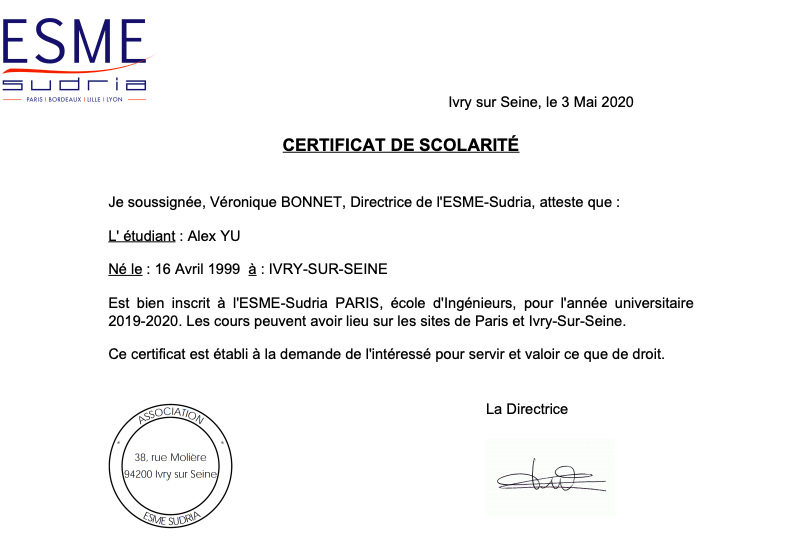 ESME
sudria
PARIS | BORDEAUX | LILLE | LYON
Ivry sur Seine, le 3 Mai 2020
CERTIFICAT DE SCOLARITÉ
Je soussignée, Véronique BONNET, Directrice de l'ESME-Sudria, atteste que :
L' étudiant : Alex YU
Né le : 16 Avril 1999 à : IVRY-SUR-SEINE
Est bien inscrit à l'ESME-Sudria PARIS, école d'Ingénieurs, pour l'année universitaire
2019-2020. Les cours peuvent avoir lieu sur les sites de Paris et Ivry-Sur-Seine.
Ce certificat est établi à la demande de l'intéressé pour servir et valoir ce que de droit.
La Directrice
ASSOCIATION
38, rue Molière
94200 Ivry sur Seine
ESME SUDRIA